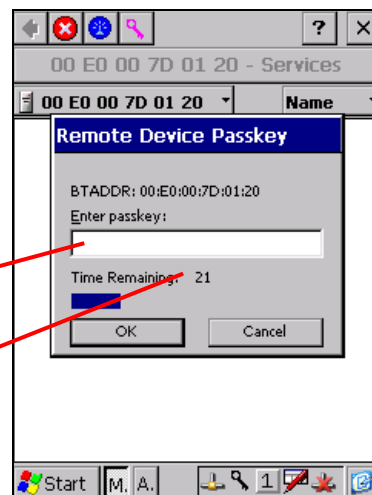 ?
00 E0 00 7D 01 20 - Services
00 E0 00 7D 01 20 Name
Remote Device Passkey
BTADDR: 00:E0:00:7D:01:20
Enter passkey:
Time Remaining: 21
OK Cancel
Start M. A. 1